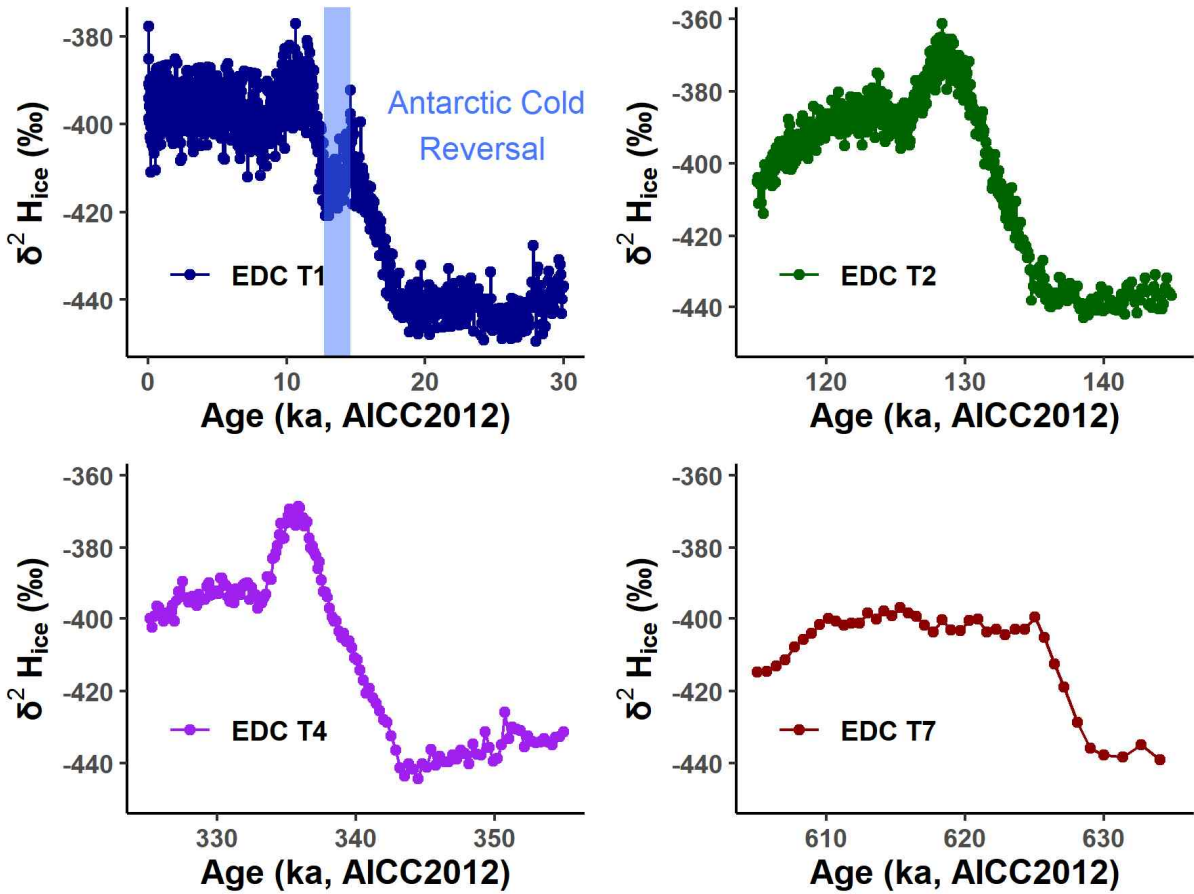 -380
-400
-420
-440
δ² H_ice (‰)
Antarctic Cold
Reversal
EDC T1
0 10 20 30
Age (ka, AICC2012)
-360
-380
-400
-420
-440
δ² H_ice (‰)
EDC T2
120 130 140
Age (ka, AICC2012)
-360
-380
-400
-420
-440
δ² H_ice (‰)
EDC T4
330 340 350
Age (ka, AICC2012)
-360
-380
-400
-420
-440
δ² H_ice (‰)
EDC T7
610 620 630
Age (ka, AICC2012)